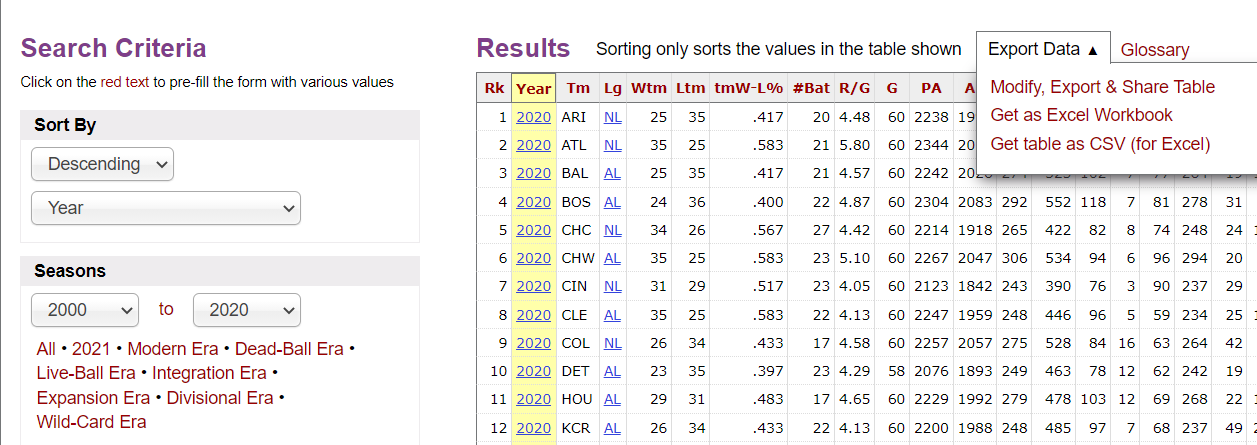 Search Criteria
Click on the red text to pre-fill the form with various values
Sort By
Descending
Year
Seasons
2000 to 2020
All • 2021 • Modern Era • Dead-Ball Era •
Live-Ball Era • Integration Era •
Expansion Era • Divisional Era •
Wild-Card Era
Results Sorting only sorts the values in the table shown Export Data ▲ Glossary
Modify, Export & Share Table
Get as Excel Workbook
Get table as CSV (for Excel)
Rk Year Tm Lg Wtm Ltm tmW-L% #Bat R/G G PA
1 2020 ARI NL 25 35 .417 20 4.48 60 2238
2 2020 ATL NL 35 25 .583 21 5.80 60 2344
3 2020 BAL AL 25 35 .417 21 4.57 60 2242
4 2020 BOS AL 24 36 .400 22 4.87 60 2304 2083 292 552 118 7 81 278 31
5 2020 CHC NL 34 26 .567 27 4.42 60 2214 1918 265 422 82 8 74 248 24
6 2020 CHW AL 35 25 .583 23 5.10 60 2267 2047 306 534 94 6 96 294 20
7 2020 CIN NL 31 29 .517 23 4.05 60 2123 1842 243 390 76 3 90 237 29
8 2020 CLE AL 35 25 .583 22 4.13 60 2247 1959 248 446 96 5 59 234 25
9 2020 COL NL 26 34 .433 17 4.58 60 2257 2057 275 528 84 16 63 264 42
10 2020 DET AL 23 35 .397 23 4.29 58 2076 1893 249 463 78 12 62 242 19
11 2020 HOU AL 29 31 .483 17 4.65 60 2229 1992 279 478 103 12 69 268 22
12 2020 KCR AL 26 34 .433 22 4.13 60 2200 1988 248 485 97 7 68 237 49